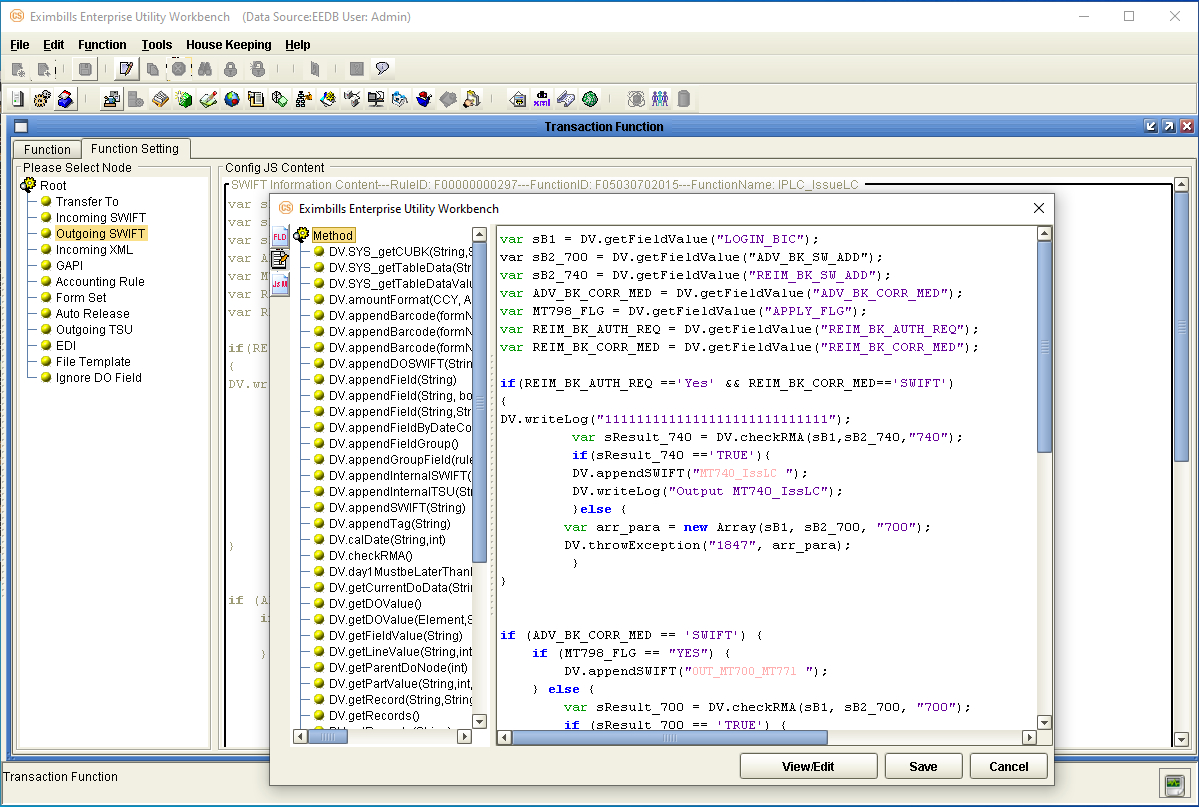 Eximbills Enterprise Utility Workbench (Data Source:EEDB User: Admin)
File Edit Function Tools House Keeping Help
Transaction Function
Function Function Setting
Please Select Node
Root
Transfer To
Incoming SWIFT
Outgoing SWIFT
Incoming XML
GAPI
Accounting Rule
Form Set
Auto Release
Outgoing TSU
EDI
File Template
Ignore DO Field
Config JS Content
SWIFT Information Content---RuleID: F00000000297---FunctionID: F05030702015---FunctionName: IPLC_IssueLC
var s
var s
var s
var A
var M
var R
var R
if(RE
{
DV.wr
}
if (A
}
Eximbills Enterprise Utility Workbench
FLD
Method
DV.SYS_getCUBK(String,S
DV.SYS_getTableData(Str
DV.SYS_getTableDataValu
DV.amountFormat(CCY, A
DV.appendBarcode(formN
DV.appendBarcode(formN
DV.appendBarcode(formN
DV.appendDOSWIFT(String
DV.appendField(String)
DV.appendField(String, bo
DV.appendField(String,Str
DV.appendFieldByDateCo
DV.appendFieldGroup()
DV.appendGroupField(rule
DV.appendInternalSWIFT(
DV.appendInternalTSU(Str
DV.appendSWIFT(String)
DV.appendTag(String)
DV.calDate(String,int)
DV.checkRMA()
DV.day1MustbeLaterThan
DV.getCurrentDoData(Stri
DV.getDOValue()
DV.getDOValue(Element,S
DV.getFieldValue(String)
DV.getLineValue(String,int
DV.getParentDoNode(int)
DV.getPartValue(String,int,
DV.getRecord(String,String
DV.getRecords()
var sB1 = DV.getFieldValue("LOGIN_BIC");
var sB2_700 = DV.getFieldValue("ADV_BK_SW_ADD");
var sB2_740 = DV.getFieldValue("REIM_BK_SW_ADD");
var ADV_BK_CORR_MED = DV.getFieldValue("ADV_BK_CORR_MED");
var MT798_FLG = DV.getFieldValue("APPLY_FLG");
var REIM_BK_AUTH_REQ = DV.getFieldValue("REIM_BK_AUTH_REQ");
var REIM_BK_CORR_MED = DV.getFieldValue("REIM_BK_CORR_MED");
if(REIM_BK_AUTH_REQ =='Yes' && REIM_BK_CORR_MED=='SWIFT')
{
DV.writeLog("1111111111111111111111111111");
var sResult_740 = DV.checkRMA(sB1,sB2_740,"740");
if(sResult_740 =='TRUE'){
DV.appendSWIFT("MT740_IssLC ");
DV.writeLog("Output MT740_IssLC");
}else {
var arr_para = new Array(sB1, sB2_700, "700");
DV.throwException("1847", arr_para);
}
}
if (ADV_BK_CORR_MED == 'SWIFT') {
if (MT798_FLG == "YES") {
DV.appendSWIFT("OUT_MT700_MT771 ");
} else {
var sResult_700 = DV.checkRMA(sB1, sB2_700, "700");
if (sResult_700 == 'TRUE') {
View/Edit Save Cancel
Transaction Function